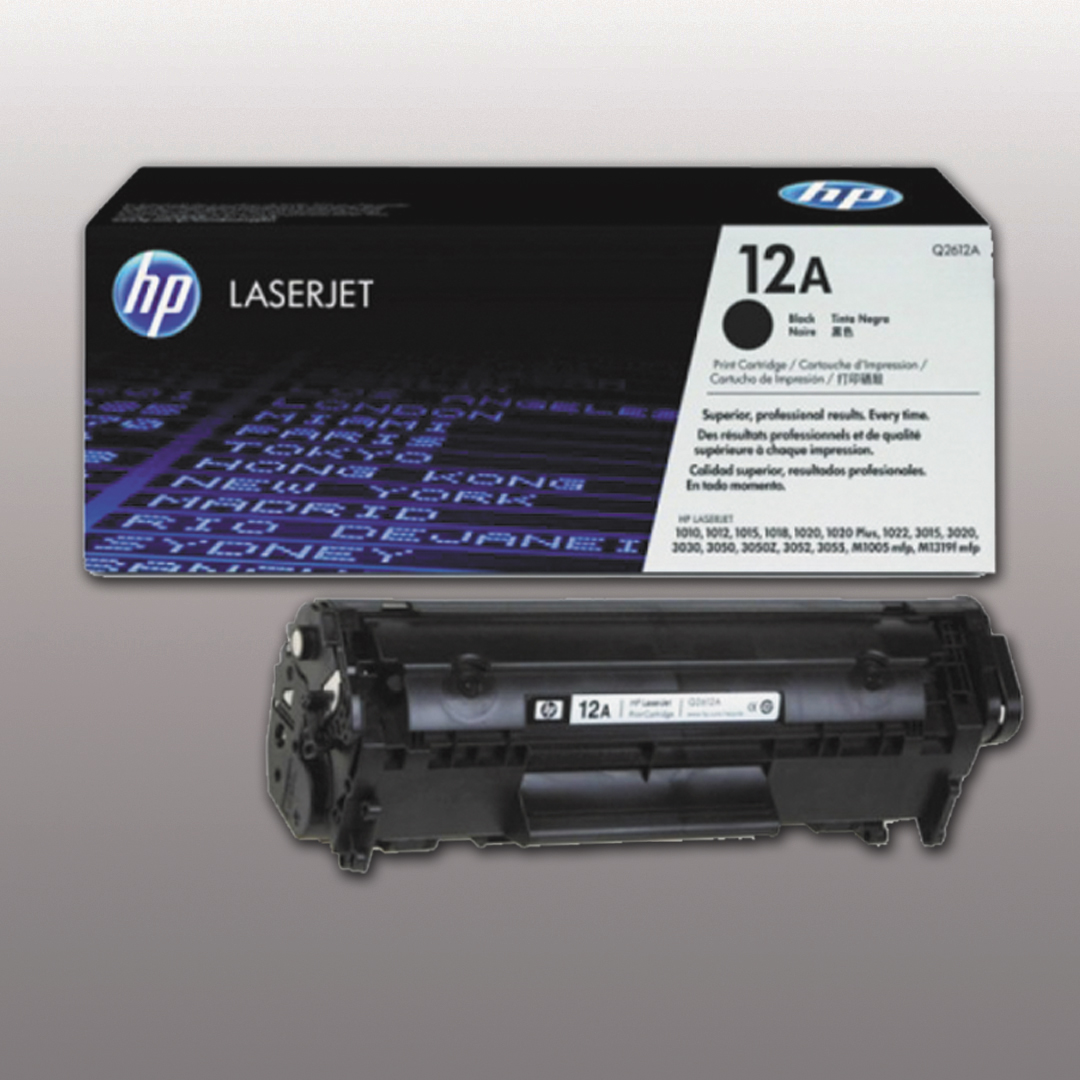 hp
hp
LASERJET
12A
Q2612A
Black Tinta Negra
Noire 黑色
Print Cartridge / Cartouche d'Impression /
Cartucho de Impresión / 打印硒鼓
Superior, professional results. Every time.
Des résultats professionnels et de qualité
supérieure à chaque impression.
Calidad superior, resultados profesionales.
En todo momento.
HP LASERJET
1010, 1012, 1015, 1018, 1020, 1020 Plus, 1022, 3015, 3020,
3030, 3050, 3050Z, 3052, 3055, M1005 mfp, M1319f mfp
LOS ANGELES
LONDON
PARIS
TOKYO
HONG KONG
NEW YORK
MADRID
RIO DEJANEI
SYDNEY
hp 12A HP LaserJet Q2612A
Print Cartridge